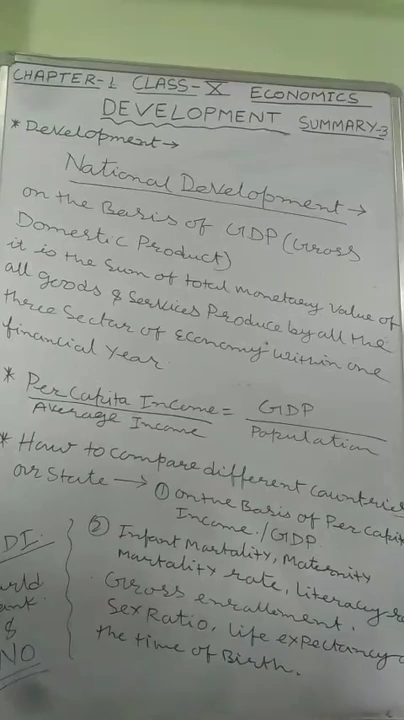 CHAPTER-1 CLASS-X ECONOMICS
DEVELOPMENT SUMMARY-3
* Development→
National Development→
on the Basis of GDP (Gross
Domestic Product)
it is the Sum of total monetary value of
all goods & Services Produce by all the
three Sector of economy within one
financial Year.
* Per Capita Income = GDP
Average Income Population
* How to compare different Countries
or State → ① on the Basis of Per Capita
Income/GDP.
② Infant Mortality, Maternity
Mortality rate, literacy
Gross enrollment,
Sex Ratio, life expectancy
the time of Birth.
DI.
&